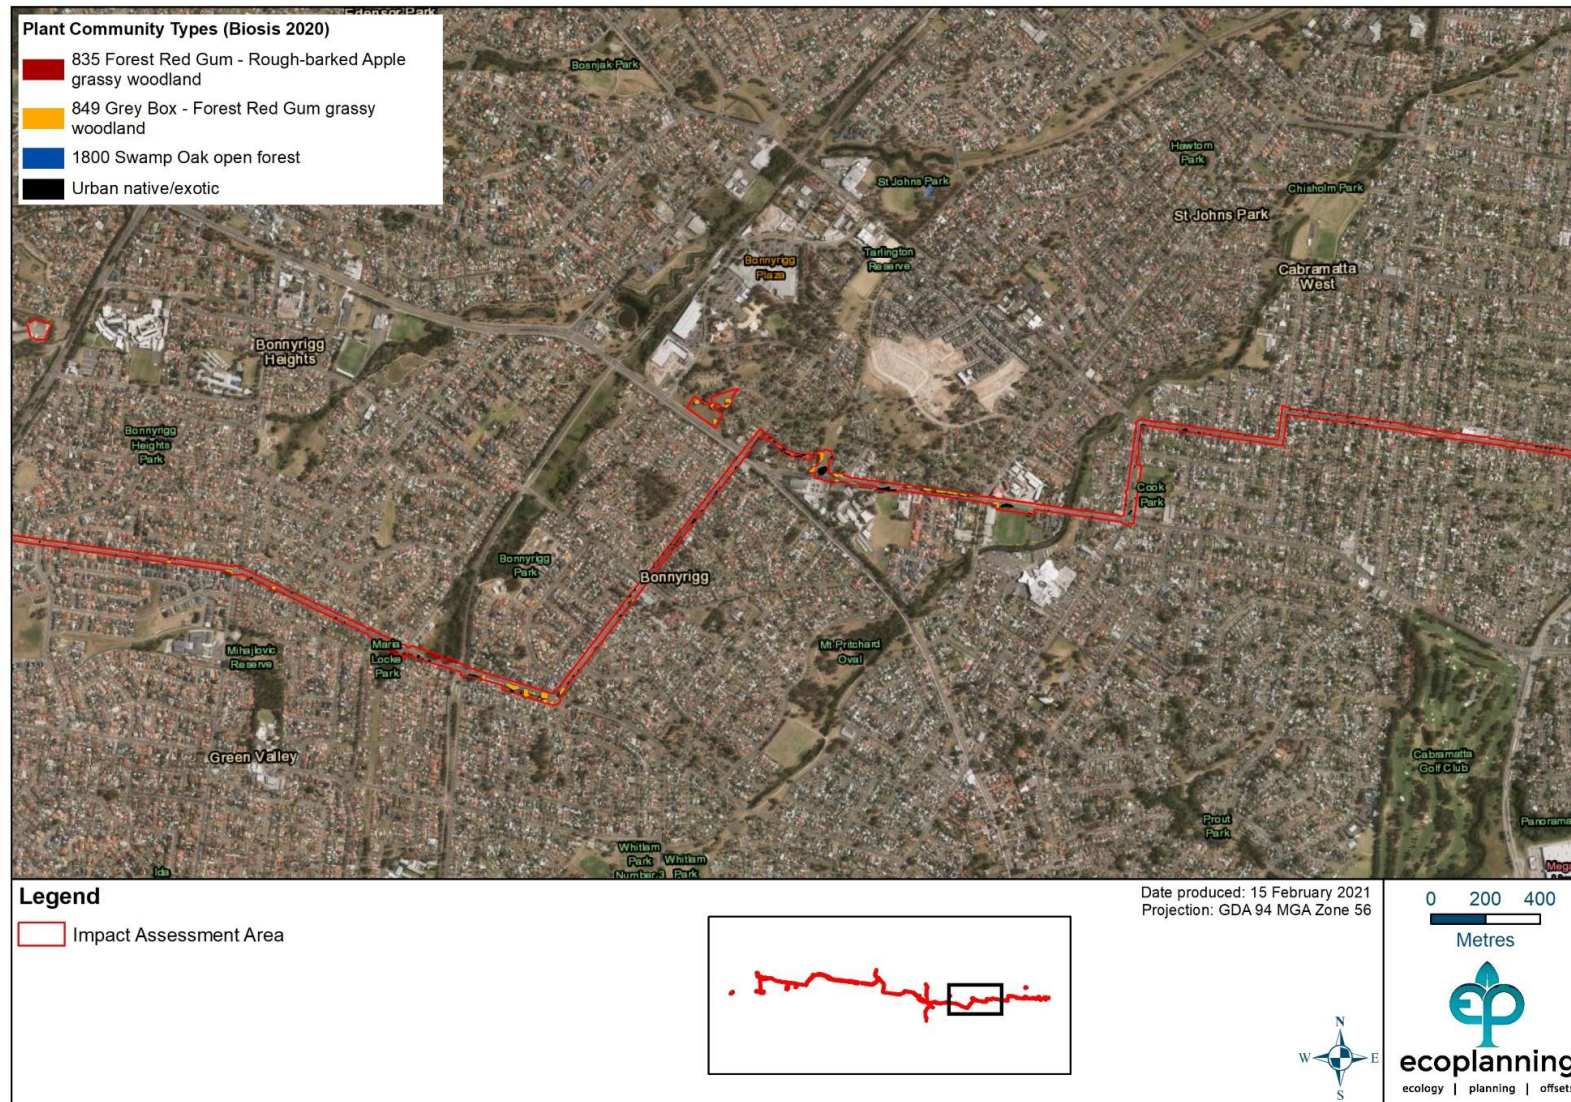 Edensor Park
Plant Community Types (Biosis 2020)
835 Forest Red Gum - Rough-barked Apple
grassy woodland
849 Grey Box - Forest Red Gum grassy
woodland
1800 Swamp Oak open forest
Urban native/exotic
Bosnjak Park
Hawtorn
Park
St Johns Park
Chisholm Park
St Johns Park
Tarlington
Reserve
Bonnyrigg
Plaza
Cabramatta
West
Bonnyrigg
Heights
Bonnyrigg
Heights
Park
Cook
Park
Bonnyrigg
Park
Bonnyrigg
Mihajlovic
Reserve
Maria
Locke
Park
Mt Pritchard
Oval
Green Valley
Cabramatta
Golf Club
Prout
Park
Panorama
Whitlam
Park
Number 3
Whitlam
Park
Ida
Mega
Legend
Impact Assessment Area
Date produced: 15 February 2021
Projection: GDA 94 MGA Zone 56
0 200 400
Metres
N
W E
S
ep
ecoplanning
ecology | planning | offsets